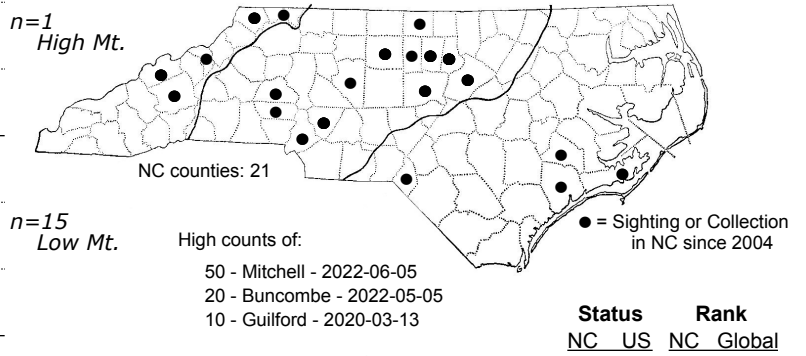 n=1
High Mt.
NC counties: 21
n=15
Low Mt.
High counts of:
50 - Mitchell - 2022-06-05
20 - Buncombe - 2022-05-05
10 - Guilford - 2020-03-13
● = Sighting or Collection
in NC since 2004
Status Rank
NC US NC Global